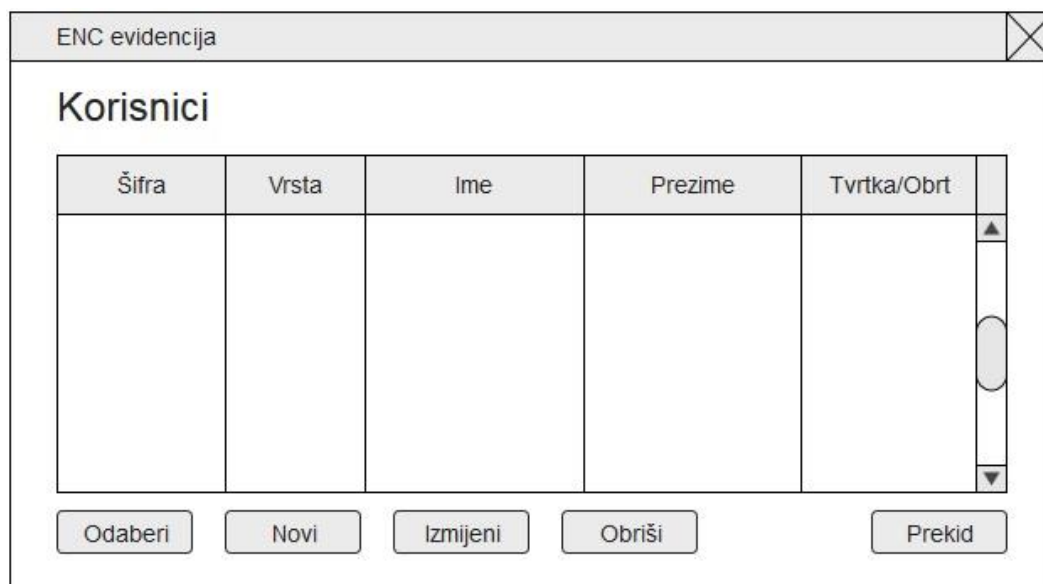 ENC evidencija
Korisnici
Šifra Vrsta Ime Prezime Tvrtka/Obrt
Odaberi Novi Izmijeni Obriši Prekid